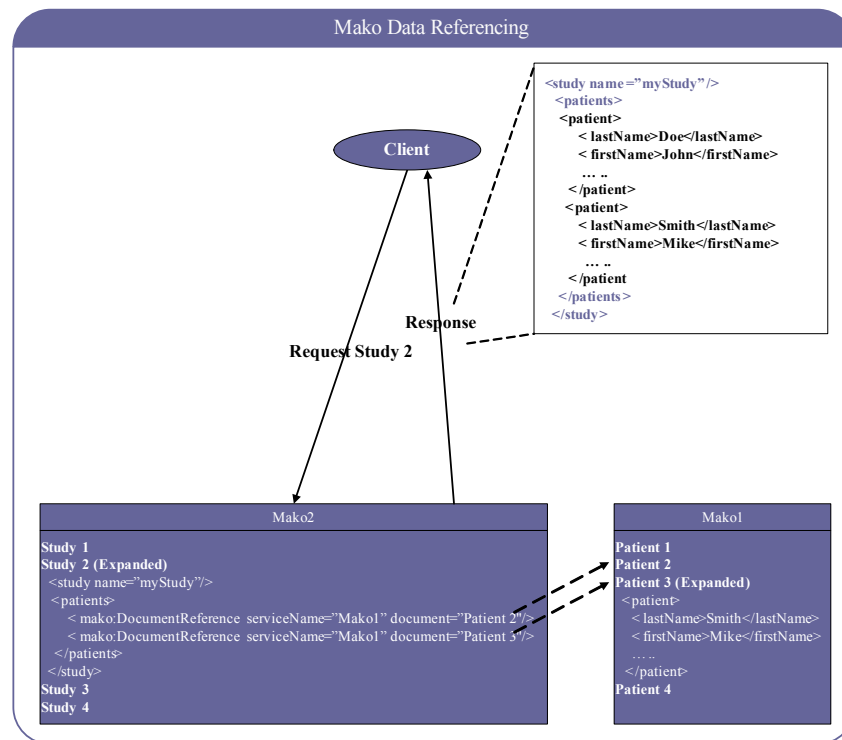 Mako Data Referencing
<study name="myStudy"/>
<patients>
<patient>
< lastName>Doe</lastName>
< firstName>John</firstName>
… ..
</patient>
<patient>
< lastName>Smith</lastName>
< firstName>Mike</firstName>
… ..
</patient
</patients>
</study>
Client
Response
Request Study 2
Mako2
Study 1
Study 2 (Expanded)
<study name="myStudy"/>
<patients>
< mako:DocumentReference serviceName="Mako1" document="Patient 2"/>
< mako:DocumentReference serviceName="Mako1" document="Patient 3"/>
</patients>
</study>
Study 3
Study 4
Mako1
Patient 1
Patient 2
Patient 3 (Expanded)
<patient>
< lastName>Smith</lastName>
< firstName>Mike</firstName>
… ..
</patient>
Patient 4